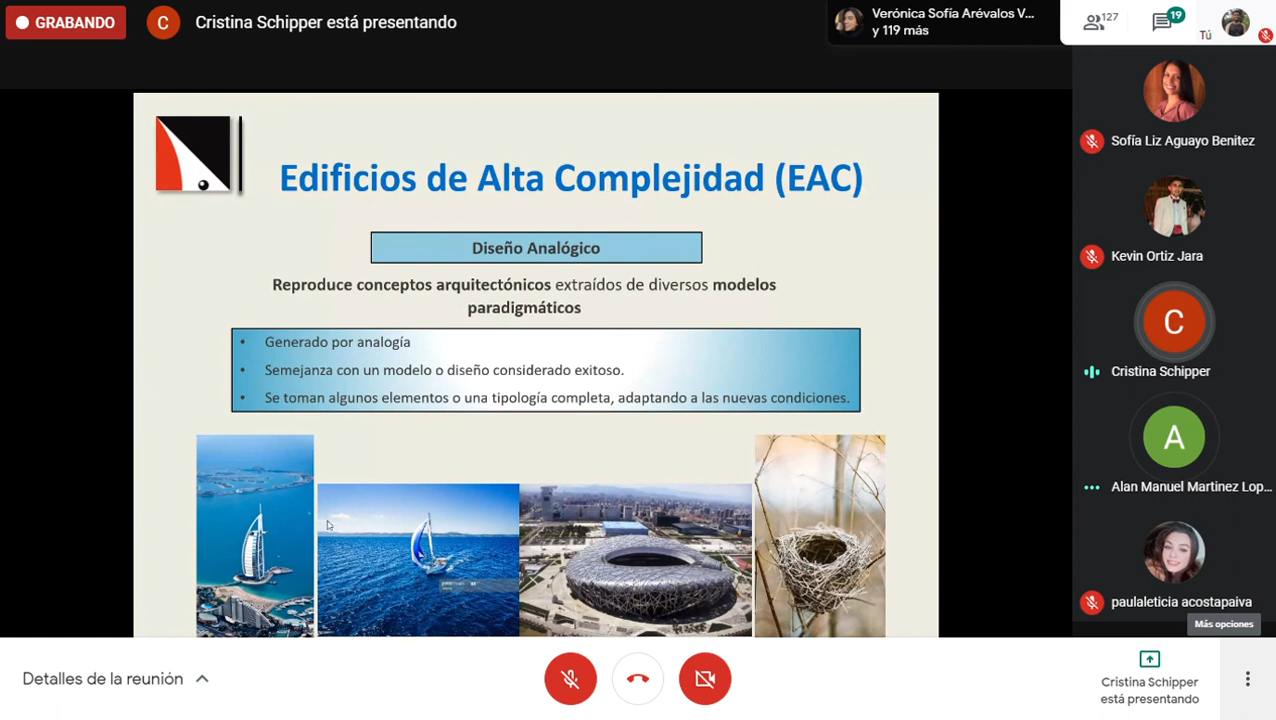 GRABANDO
C
Cristina Schipper está presentando
Verónica Sofía Arévalos V...
y 119 más
127
19
Tú
Edificios de Alta Complejidad (EAC)
Diseño Analógico
Reproduce conceptos arquitectónicos extraídos de diversos modelos
paradigmáticos
• Generado por analogía
• Semejanza con un modelo o diseño considerado exitoso.
• Se toman algunos elementos o una tipología completa, adaptando a las nuevas condiciones.
Sofía Liz Aguayo Benitez
Kevin Ortiz Jara
C
Cristina Schipper
A
Alan Manuel Martinez Lop...
paulaleticia acostapaiva
Más opciones
Detalles de la reunión
Cristina Schipper
está presentando